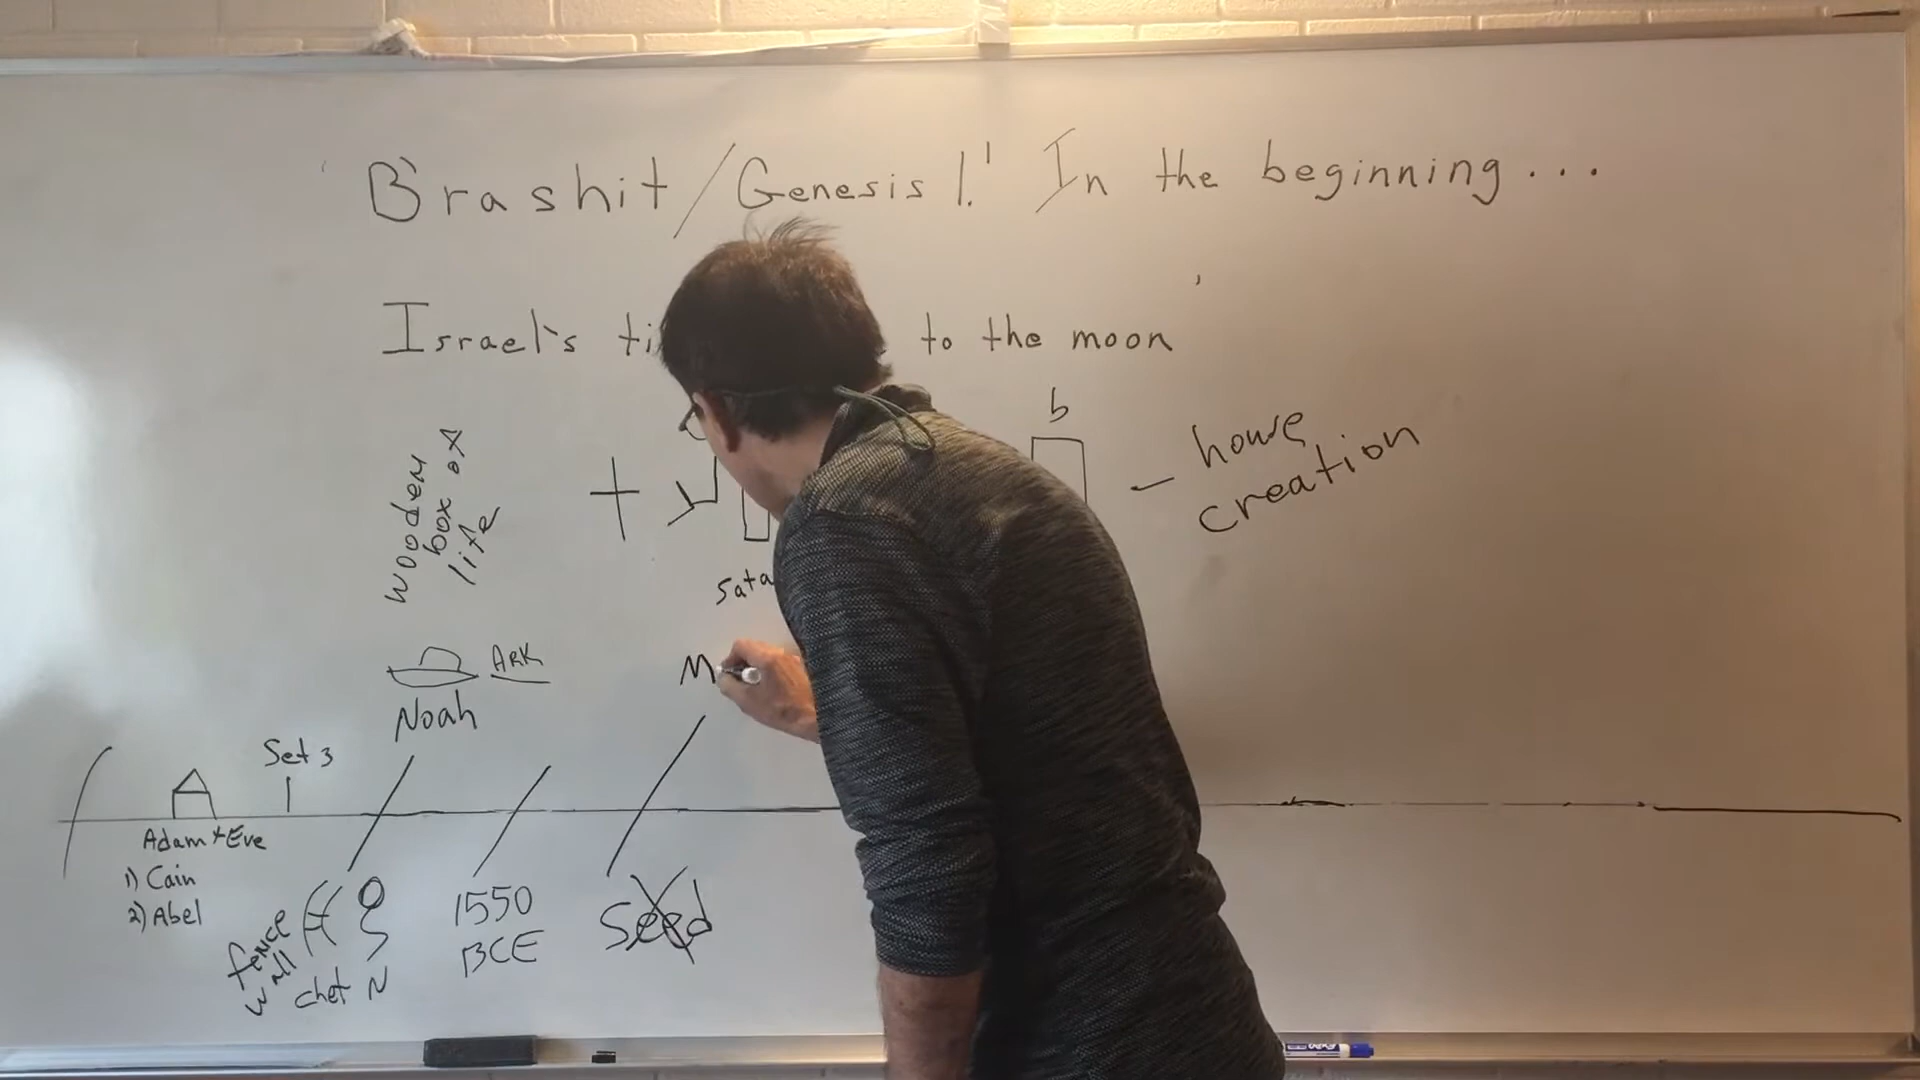 B'rashit/Genesis 1:1 In the beginning...
Israel's ti
to the moon
b
house
creation
wooden
box of
life
sata
ARK
M
Noah
Set 3
Adam + Eve
1) Cain
2) Abel
fence
wall
chet N
1550
BCE
Seed